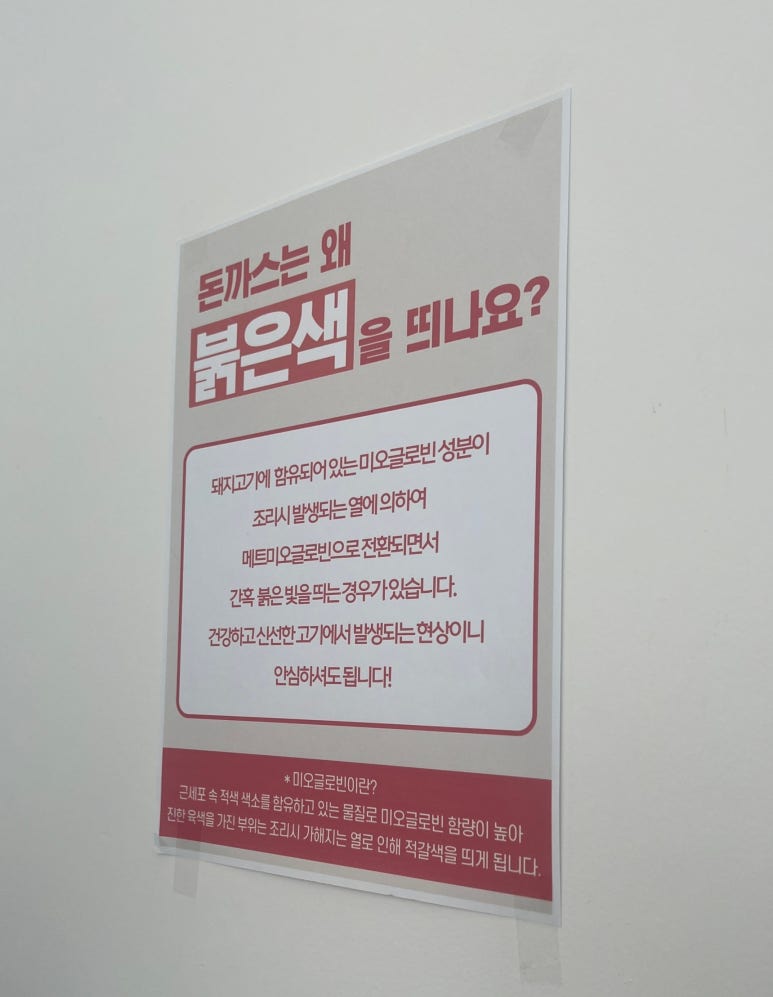 돈까스는 왜
붉은색을 띄나요?
돼지고기에 함유되어 있는 미오글로빈 성분이
조리시 발생되는 열에 의하여
메트미오글로빈으로 전환되면서
간혹 붉은 빛을 띄는 경우가 있습니다.
건강하고 신선한 고기에서 발생되는 현상이니
안심하셔도 됩니다!
*미오글로빈이란?
근세포 속 적색 색소를 함유하고 있는 물질로 미오글로빈 함량이 높아
진한 육색을 가진 부위는 조리시 가해지는 열로 인해 적갈색을 띄게 됩니다.